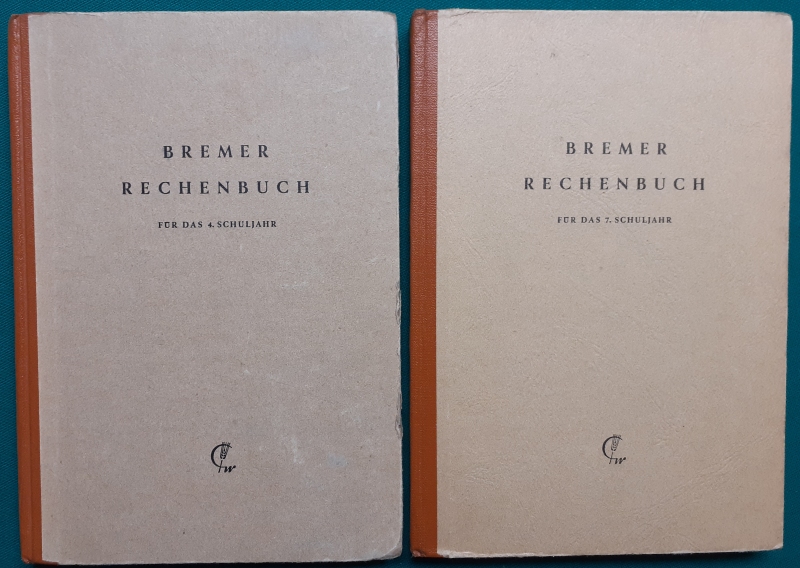 BREMER
RECHENBUCH
FÜR DAS 4. SCHULJAHR
BREMER
RECHENBUCH
FÜR DAS 7. SCHULJAHR